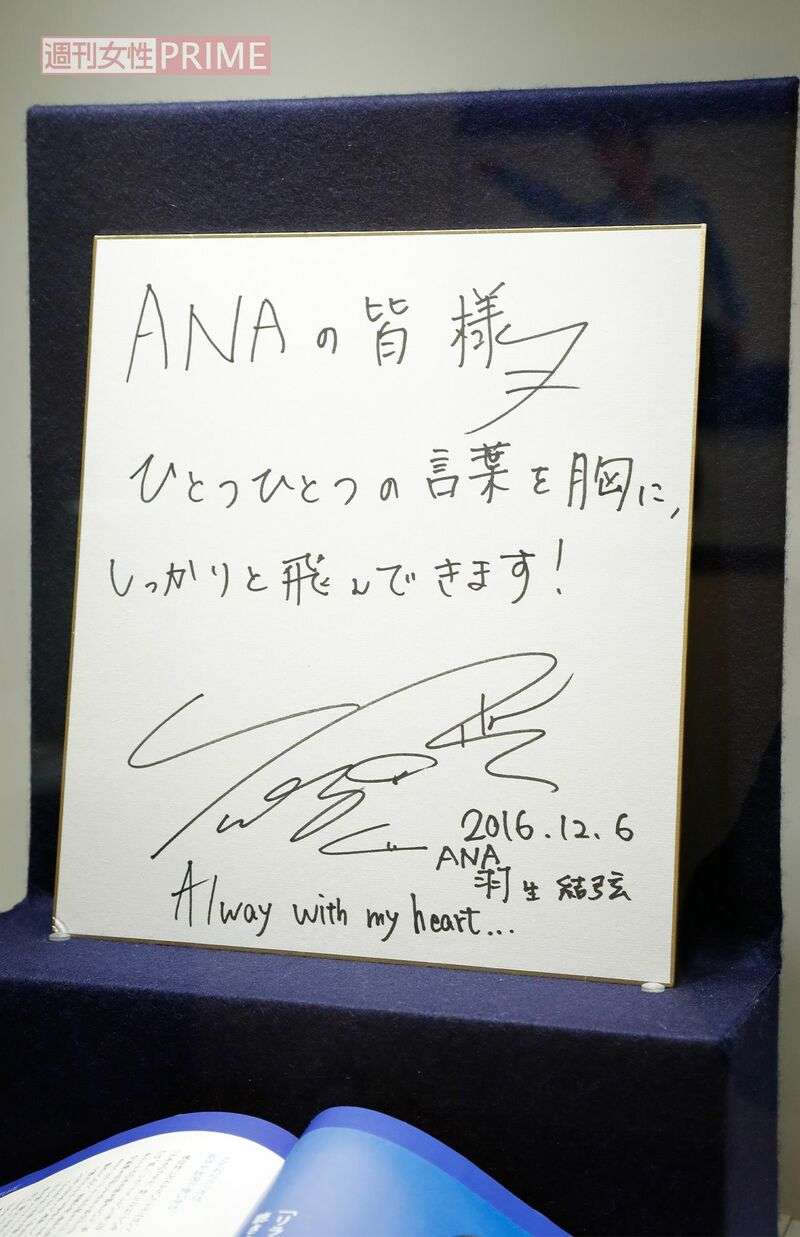 週刊女性PRIME
ANAの皆様へ
ひとつひとつの言葉を胸に,
しっかりと飛んできます!
2016.12.6
ANA
羽生結弦
Alway with my heart...